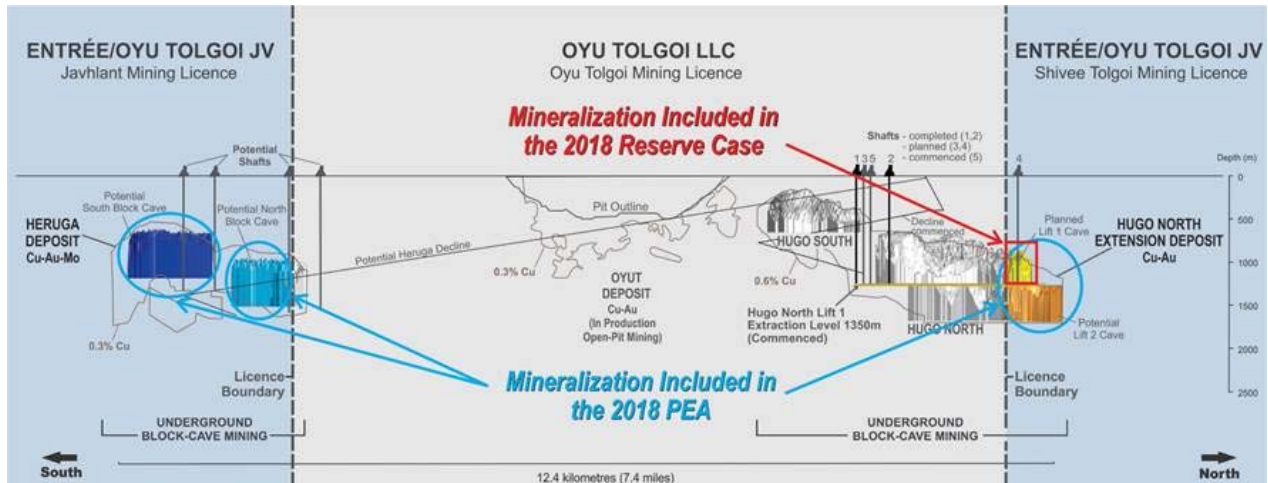 ENTRÉE/OYU TOLGOI JV
Javhlant Mining Licence
OYU TOLGOI LLC
Oyu Tolgoi Mining Licence
ENTRÉE/OYU TOLGOI JV
Shivee Tolgoi Mining Licence
Mineralization Included in
the 2018 Reserve Case
Shafts - completed (1,2)
- planned (3,4)
- commenced (5)
Potential
Shafts
1 3 5 2
4
Depth (m)
0
500
1000
1500
2000
2500
Potential
South Block Cave
Potential North
Block Cave
HERUGA
DEPOSIT
Cu-Au-Mo
Pit Outline
Potential Heruga Decline
0.3% Cu
OYUT
DEPOSIT
Cu-Au
(In Production
Open-Pit Mining)
HUGO SOUTH
Decline
commenced
0.6% Cu
Planned
Lift 1 Cave
HUGO NORTH
EXTENSION DEPOSIT
Cu-Au
Hugo North Lift 1
Extraction Level 1350m
(Commenced)
HUGO NORTH
Potential
Lift 2 Cave
0.3% Cu
Licence
Boundary
Mineralization Included in
the 2018 PEA
Licence
Boundary
UNDERGROUND
BLOCK-CAVE MINING
UNDERGROUND
BLOCK-CAVE MINING
South
12.4 kilometres (7.4 miles)
North